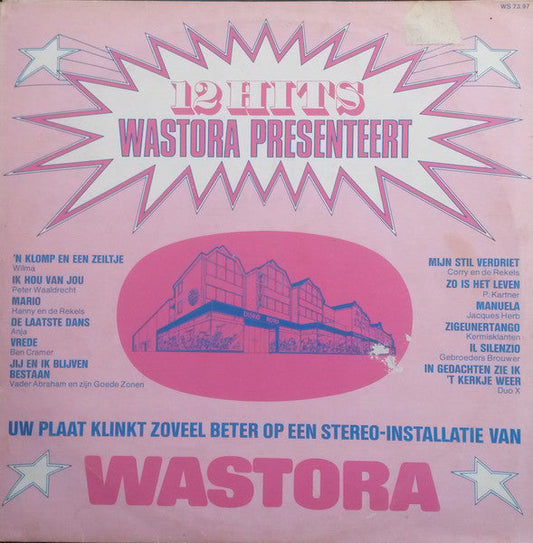 WS 73.97
12 HITS
WASTORA PRESENTEERT
'N KLOMP EN EEN ZEILTJE
Wilma
IK HOU VAN JOU
Peter Waaldrecht
MARIO
Hanny en de Rekels
DE LAATSTE DANS
Anja
VREDE
Ben Cramer
JIJ EN IK BLIJVEN
BESTAAN
Vader Abraham en zijn Goede Zonen
DISKO HOEK
MIJN STIL VERDRIET
Corry en de Rekels
ZO IS HET LEVEN
P. Kartner
MANUELA
Jacques Herb
ZIGEUNERTANGO
Kermisklanten
IL SILENZIO
Gebroeders Brouwer
IN GEDACHTEN ZIE IK
'T KERKJE WEER
Duo X
UW PLAAT KLINKT ZOVEEL BETER OP EEN STEREO-INSTALLATIE VAN
WASTORA